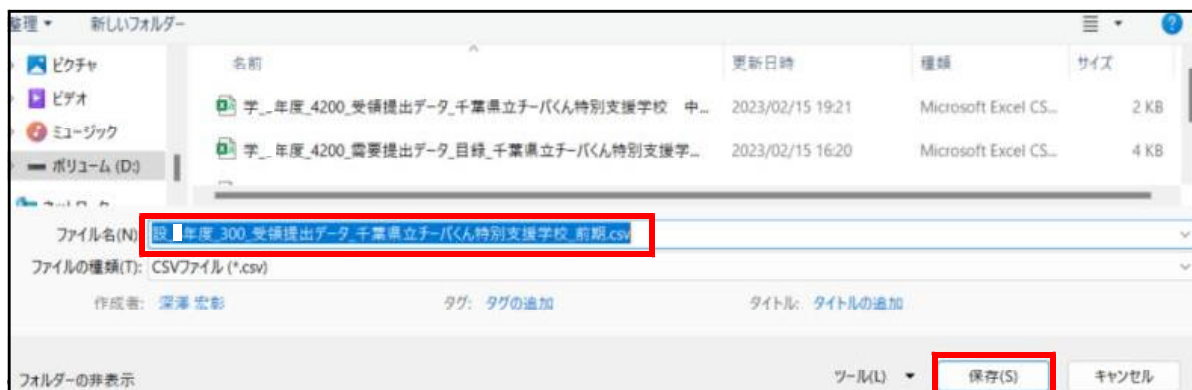 整理 新しいフォルダー
ピクチャ
ビデオ
ミュージック
ボリューム (D:)
名前 更新日時 種類 サイズ
学_ 年度_4200_受領提出データ_千葉県立チーバくん特別支援学校 中... 2023/02/15 19:21 Microsoft Excel CS... 2 KB
学_ 年度_4200_需要提出データ_目録_千葉県立チーバくん特別支援学... 2023/02/15 16:20 Microsoft Excel CS... 4 KB
ファイル名(N): 設_ 年度_300_受領提出データ_千葉県立チーバくん特別支援学校_前期.csv
ファイルの種類(T): CSVファイル (*.csv)
作成者: 深澤 宏彰 タグ: タグの追加 タイトル: タイトルの追加
フォルダーの非表示 ツール(L) 保存(S) キャンセル